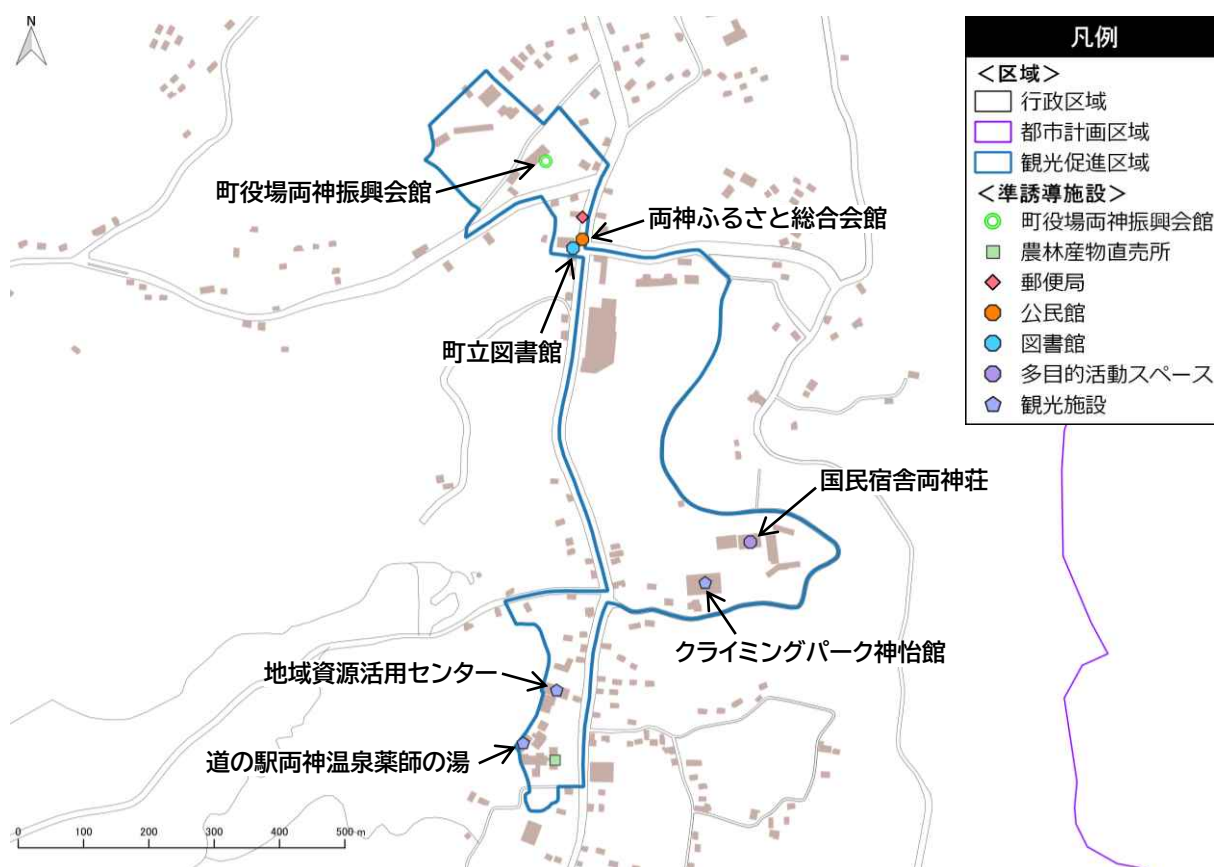 N
町役場両神振興会館
両神ふるさと総合会館
町立図書館
国民宿舎両神荘
クライミングパーク神怡館
地域資源活用センター
道の駅両神温泉薬師の湯
0 100 200 300 400 500 m
凡例
＜区域＞
行政区域
都市計画区域
観光促進区域
＜準誘導施設＞
町役場両神振興会館
農林産物直売所
郵便局
公民館
図書館
多目的活動スペース
観光施設